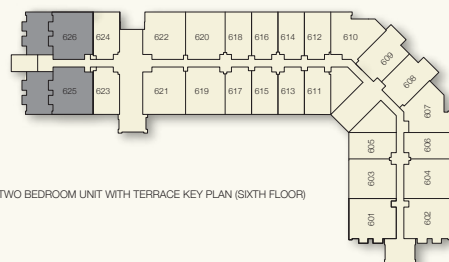 626 624 622 620 618 616 614 612 610
609
608
607
625 623 621 619 617 615 613 611
605 606
603 604
601 602
TWO BEDROOM UNIT WITH TERRACE KEY PLAN (SIXTH FLOOR)